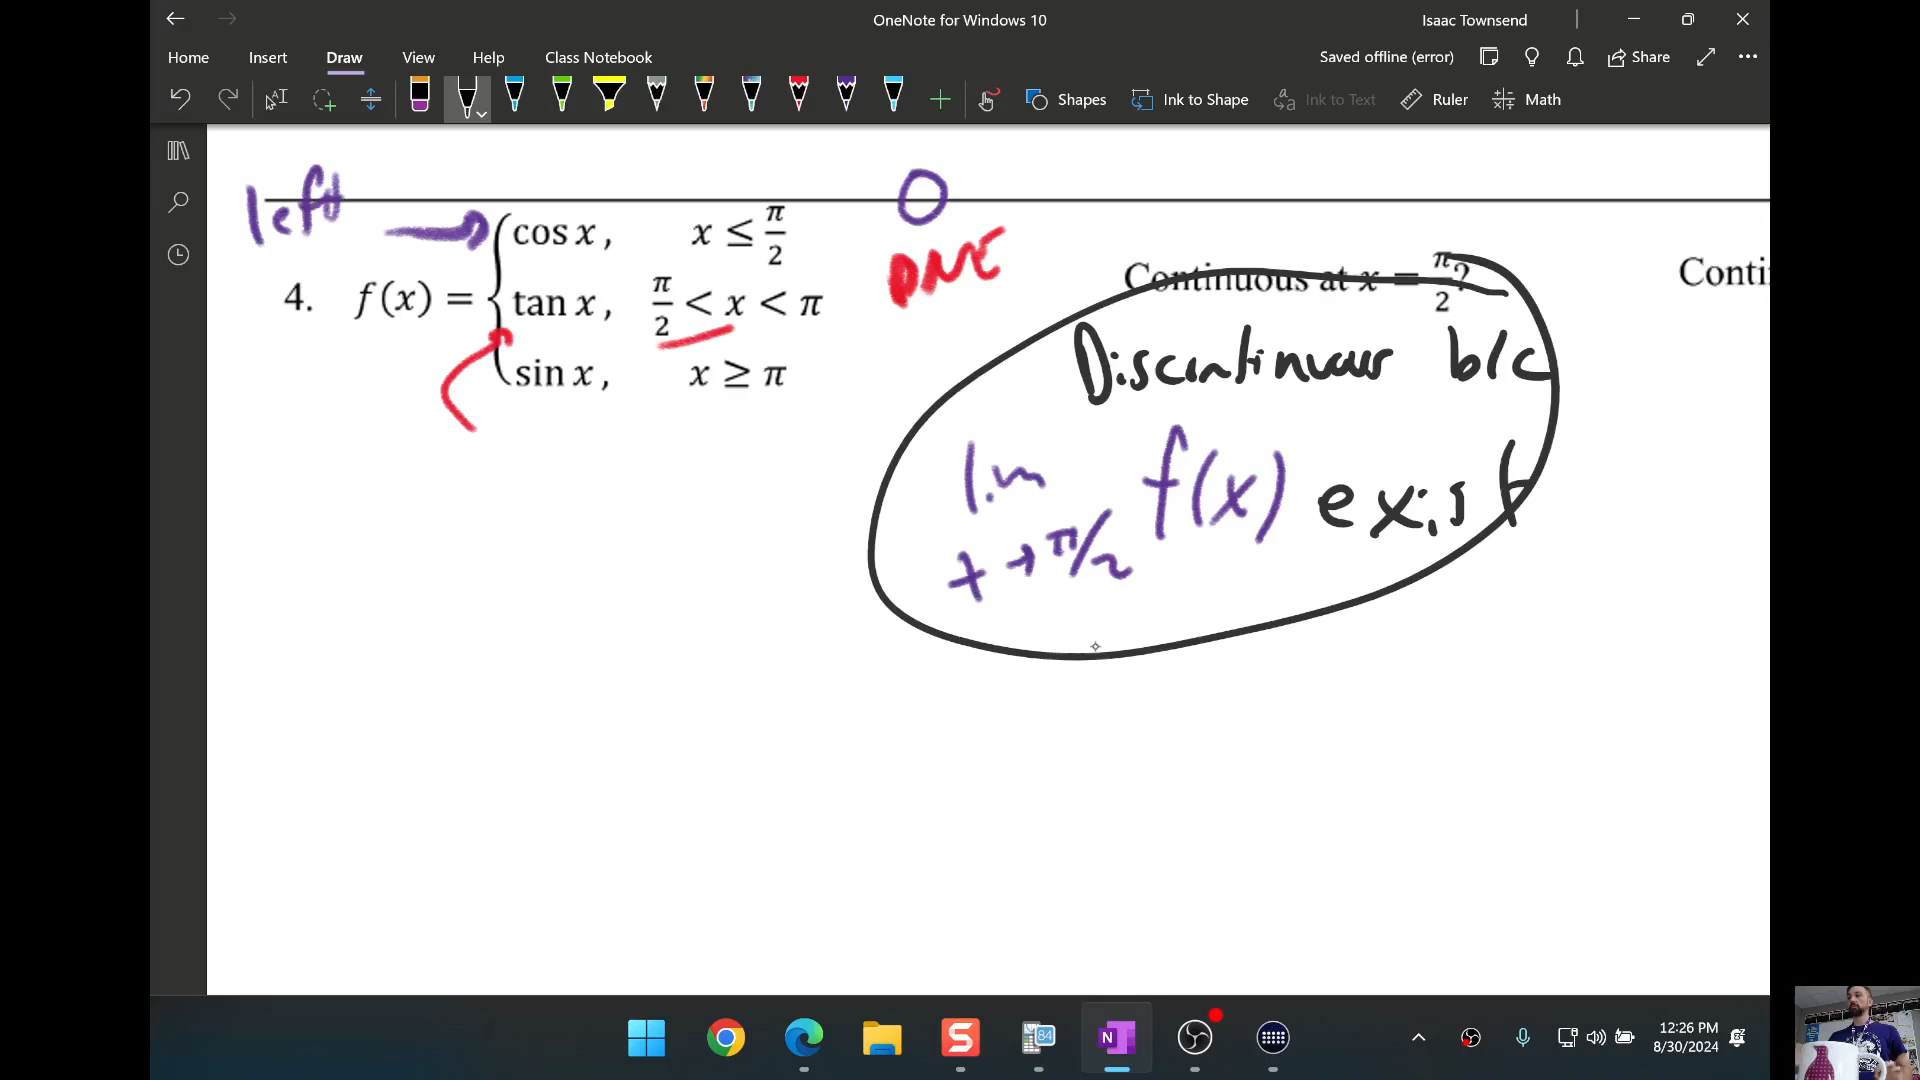 OneNote for Windows 10
Isaac Townsend
Home Insert Draw View Help Class Notebook
Saved offline (error)
Share
Shapes
Ink to Shape
Ink to Text
Ruler
Math
left
0
DNE
4. f(x) = { cos x , x ≤ π/2
tan x , π/2 < x < π
sin x , x ≥ π
Continuous at x = π/2?
Conti
Discontinuous b/c
lim f(x) exist
x → π/2
84
N
S
12:26 PM
8/30/2024